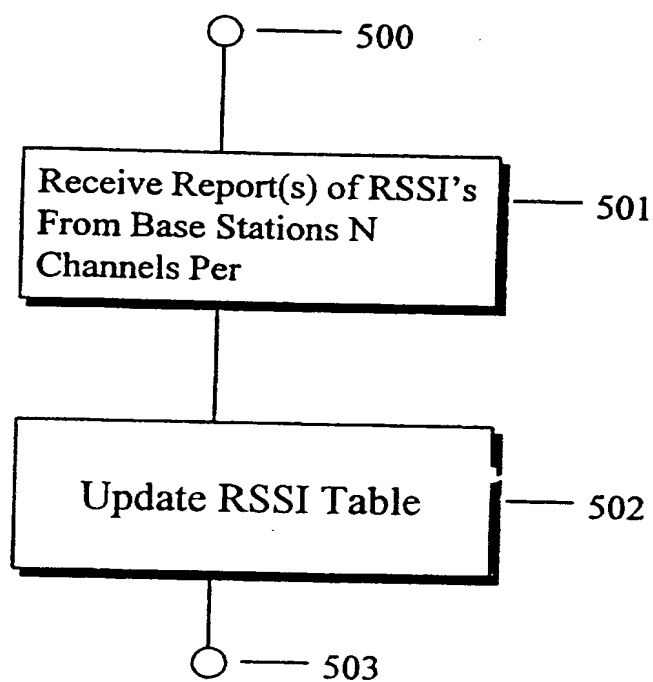 500
Receive Report(s) of RSSI's
From Base Stations N
Channels Per
501
Update RSSI Table
502
503